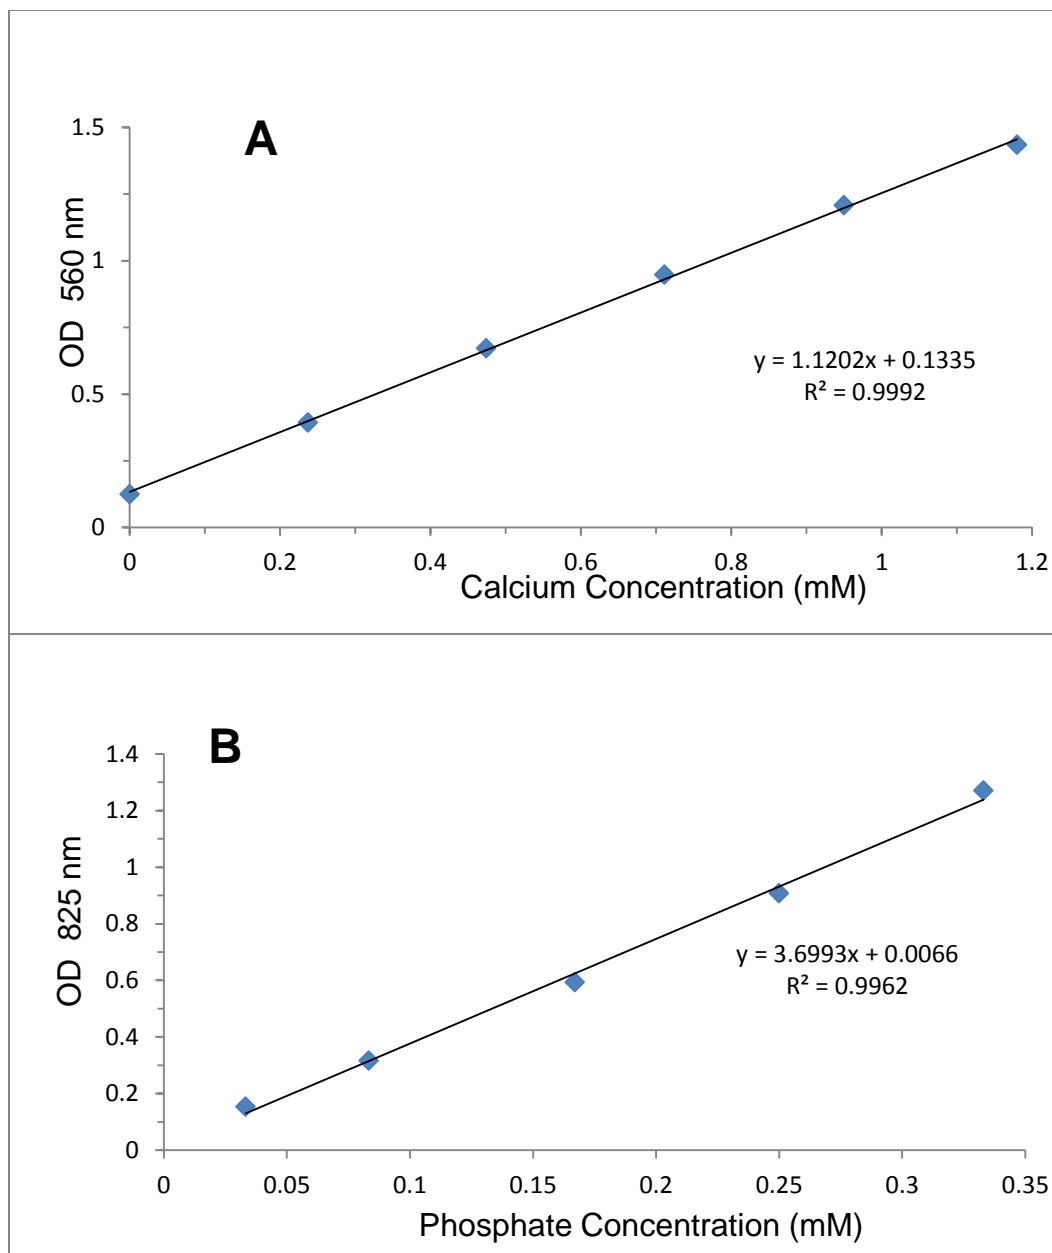 A
1.5
1
0.5
0
OD 560 nm
y = 1.1202x + 0.1335
R² = 0.9992
0 0.2 0.4 0.6 0.8 1 1.2
Calcium Concentration (mM)
B
1.4
1.2
1
0.8
0.6
0.4
0.2
0
OD 825 nm
y = 3.6993x + 0.0066
R² = 0.9962
0 0.05 0.1 0.15 0.2 0.25 0.3 0.35
Phosphate Concentration (mM)